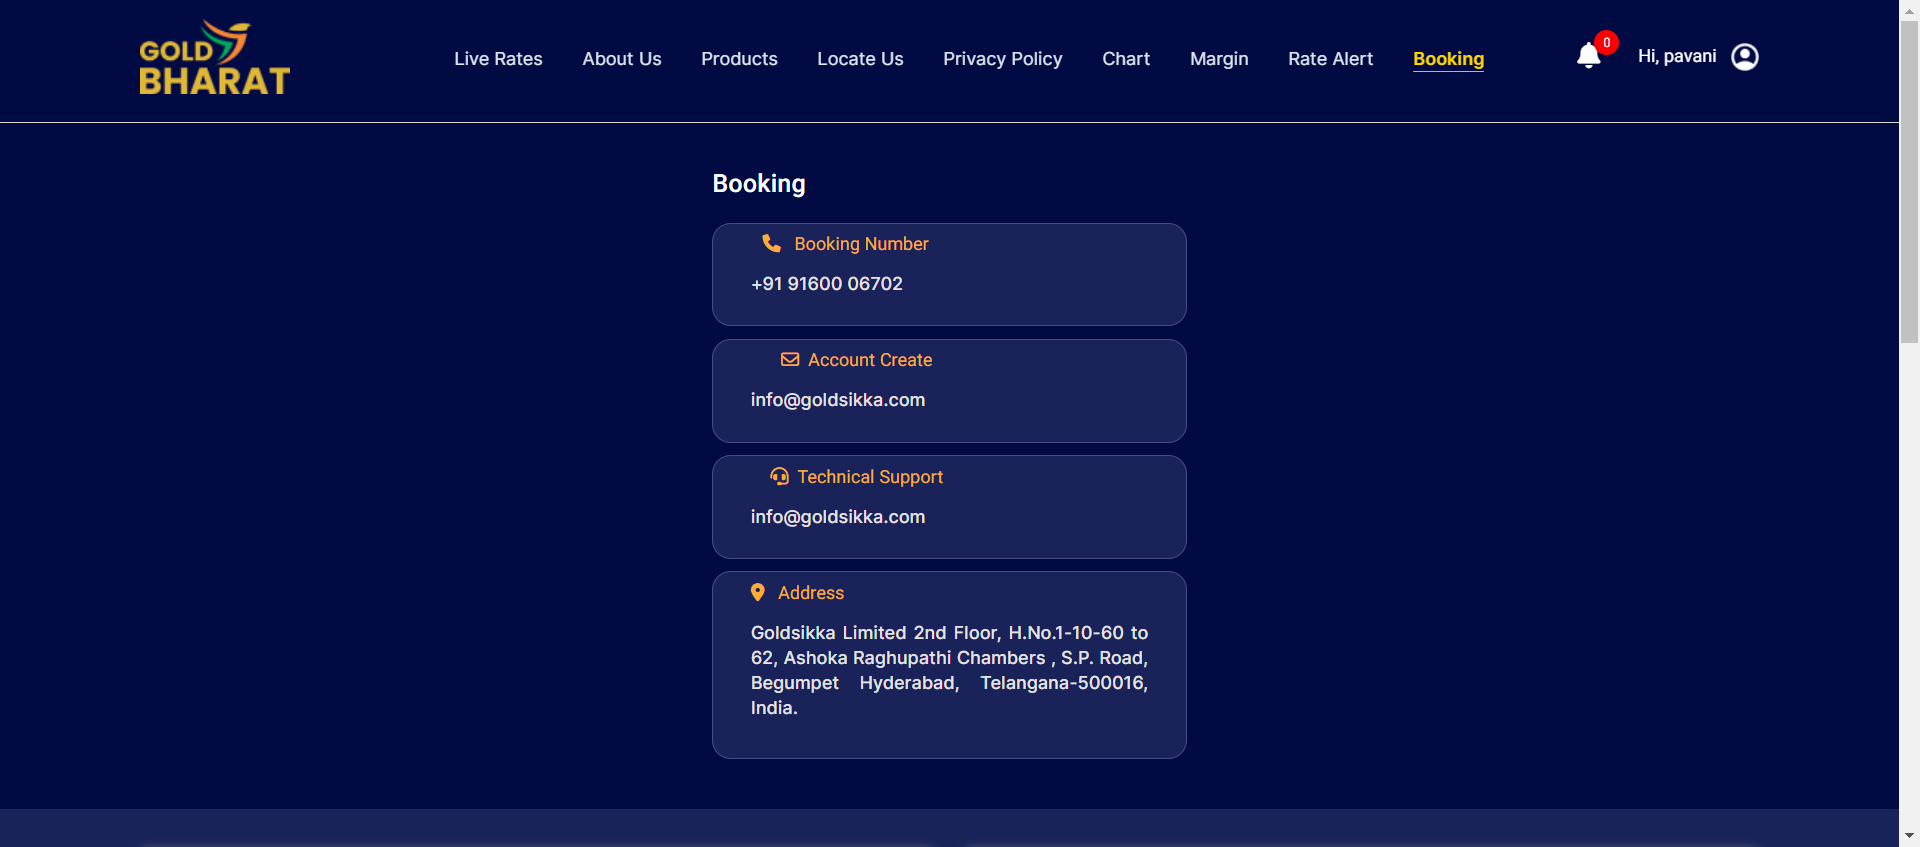 GOLD
BHARAT
Live Rates About Us Products Locate Us Privacy Policy Chart Margin Rate Alert Booking
0
Hi, pavani
Booking
Booking Number
+91 91600 06702
Account Create
info@goldsikka.com
Technical Support
info@goldsikka.com
Address
Goldsikka Limited 2nd Floor, H.No.1-10-60 to
62, Ashoka Raghupathi Chambers , S.P. Road,
Begumpet Hyderabad, Telangana-500016,
India.